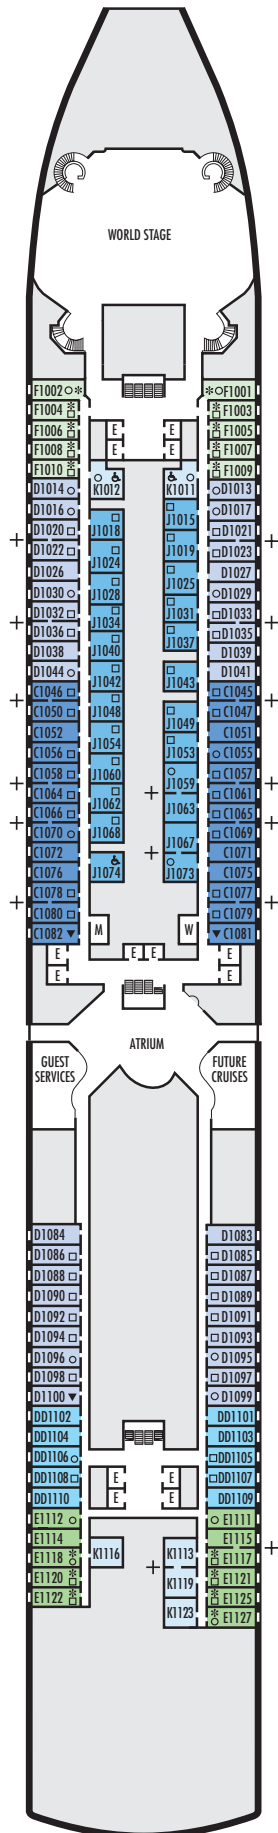 WORLD STAGE
F1002
F1001
F1004
F1003
F1006
E
E
F1005
F1008
E
E
F1007
F1010
F1009
D1014
K1012
K1011
D1013
D1016
J1018
J1015
D1017
D1020
D1021
D1022
J1024
J1019
D1023
D1026
J1028
J1025
D1027
D1030
D1029
D1032
J1034
J1031
D1033
D1036
J1040
J1037
D1035
D1038
D1039
D1044
J1042
J1043
D1041
C1046
C1045
C1050
J1048
J1049
C1047
C1052
J1054
J1053
C1051
C1056
C1055
C1058
J1060
J1059
C1057
C1064
J1062
J1063
C1061
C1066
C1065
C1070
J1068
J1067
C1069
C1072
C1071
C1076
J1074
J1073
C1075
C1078
C1077
C1080
C1079
C1082
M
W
C1081
E
E
E
E
E
E
ATRIUM
GUEST
SERVICES
FUTURE
CRUISES
D1084
D1083
D1086
D1085
D1088
D1087
D1090
D1089
D1092
D1091
D1094
D1093
D1096
D1095
D1098
D1097
D1100
D1099
DD1102
DD1101
DD1104
DD1103
DD1106
DD1105
DD1108
E
E
DD1107
DD1110
E
E
DD1109
E1112
E1111
E1114
E1115
E1118
K1116
K1113
E1117
E1120
K1119
E1121
E1122
E1125
K1123
E1127